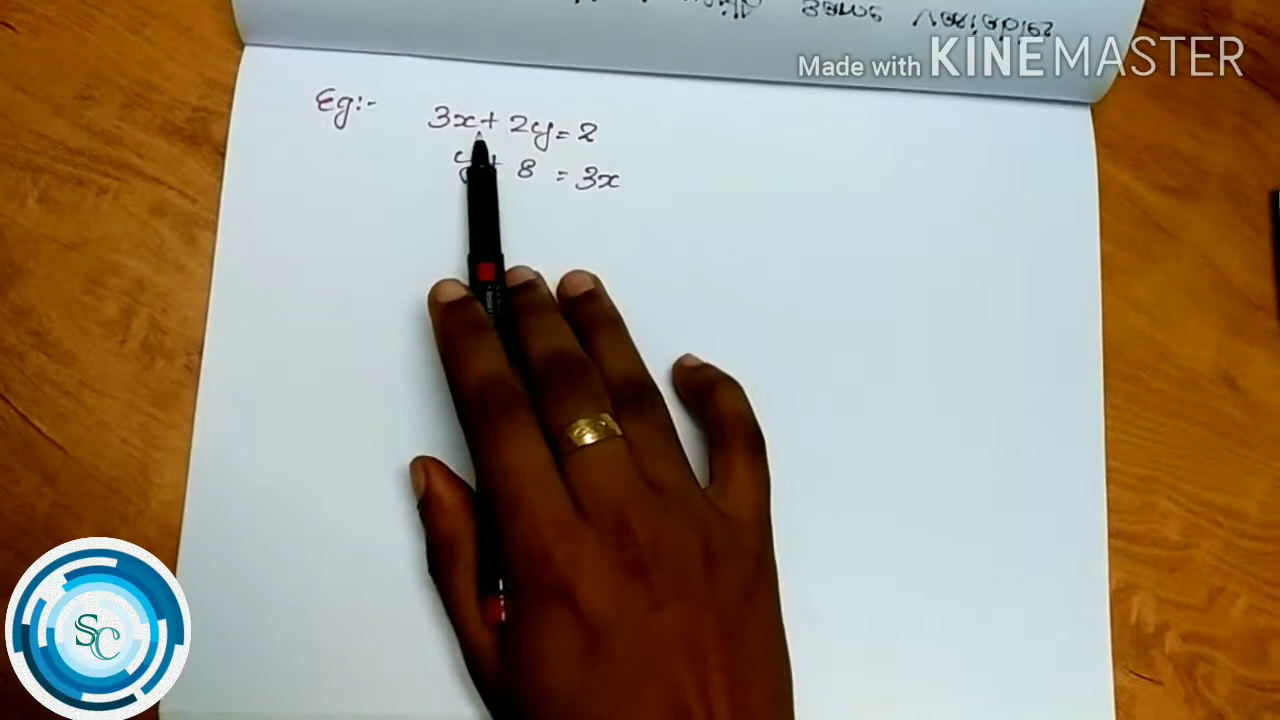 Made with KINEMASTER
Eg:-
3x + 2y = 2
y + 8 = 3x
SC